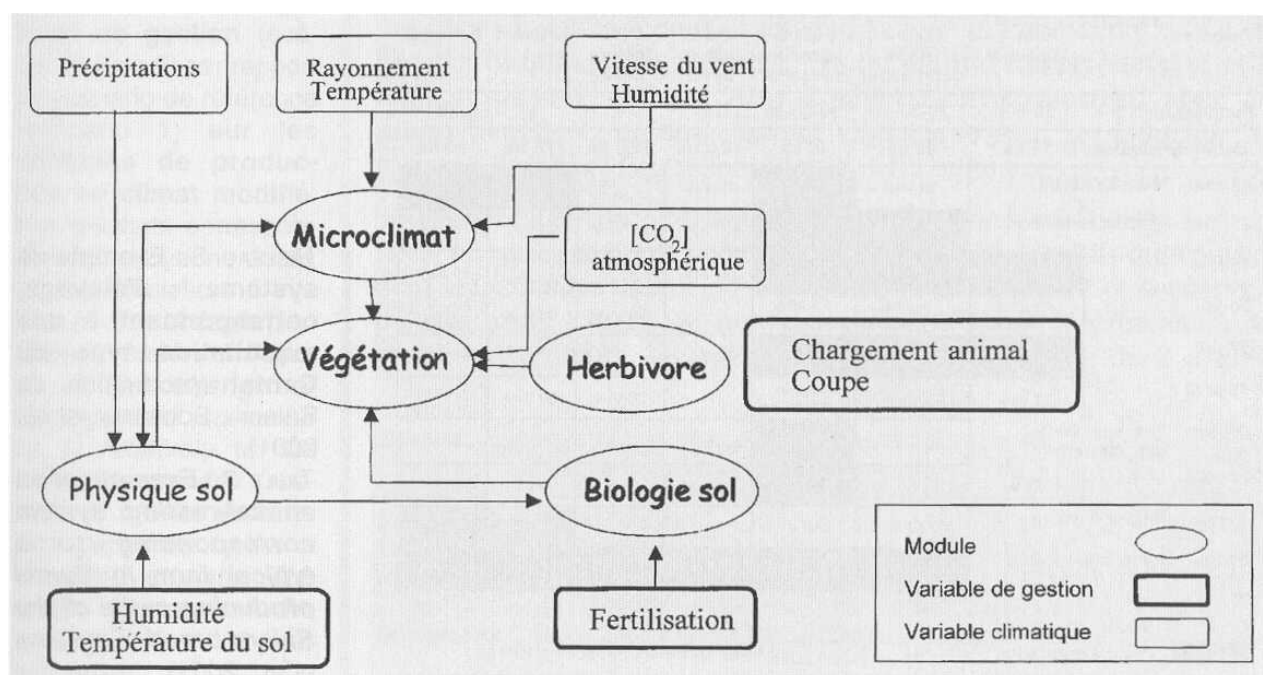 Précipitations
Rayonnement
Température
Vitesse du vent
Humidité
Microclimat
[CO₂]
atmosphérique
Végétation
Herbivore
Chargement animal
Coupe
Physique sol
Biologie sol
Humidité
Température du sol
Fertilisation
Module
Variable de gestion
Variable climatique